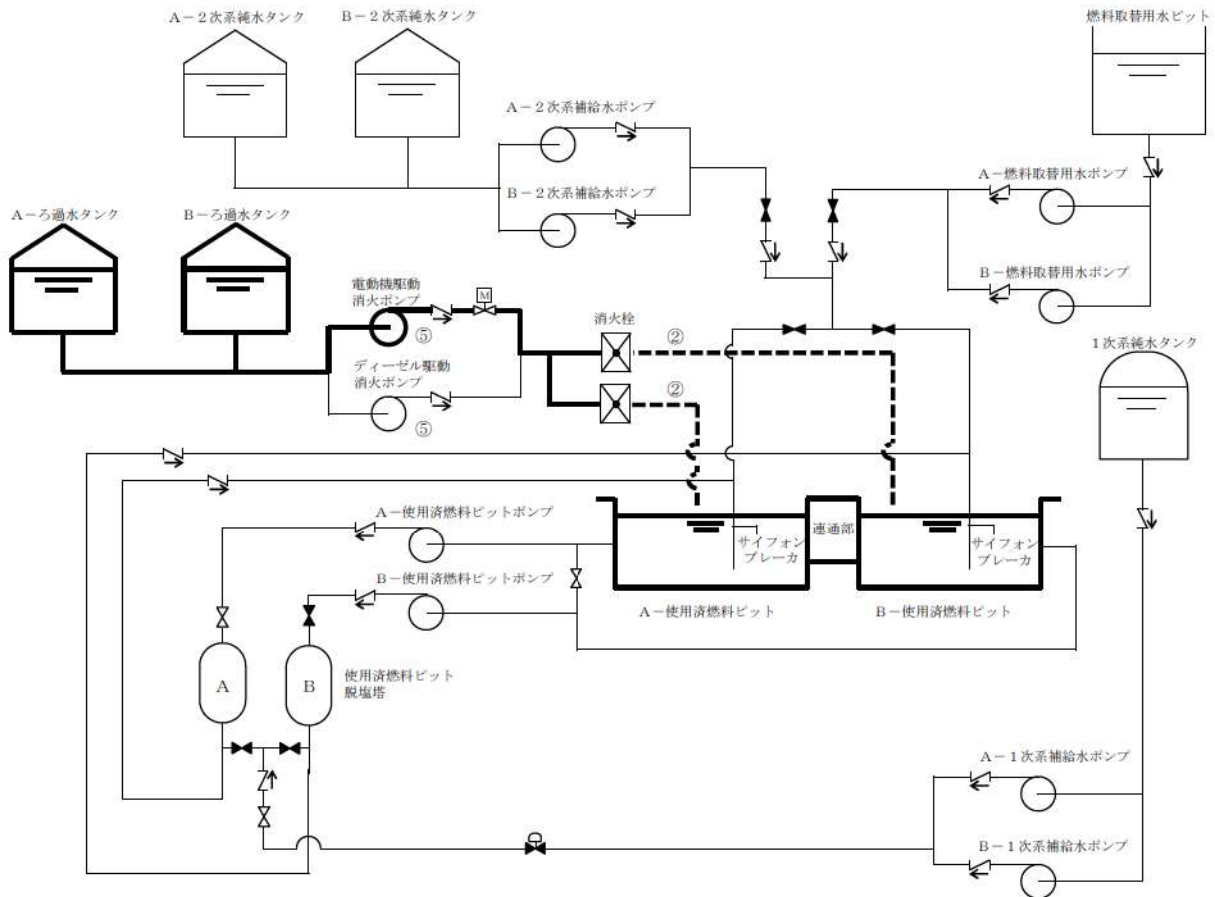 A－2次系純水タンク
B－2次系純水タンク
燃料取替用水ピット
A－2次系補給水ポンプ
B－2次系補給水ポンプ
A－燃料取替用水ポンプ
B－燃料取替用水ポンプ
A－ろ過水タンク
B－ろ過水タンク
電動機駆動
消火ポンプ
⑤
M
ディーゼル駆動
消火ポンプ
⑤
消火栓
②
②
1次系純水タンク
A－使用済燃料ピットポンプ
B－使用済燃料ピットポンプ
サイフォン
ブレーカ
連通部
サイフォン
ブレーカ
A－使用済燃料ピット
B－使用済燃料ピット
A
B
使用済燃料ピット
脱塩塔
A－1次系補給水ポンプ
B－1次系補給水ポンプ